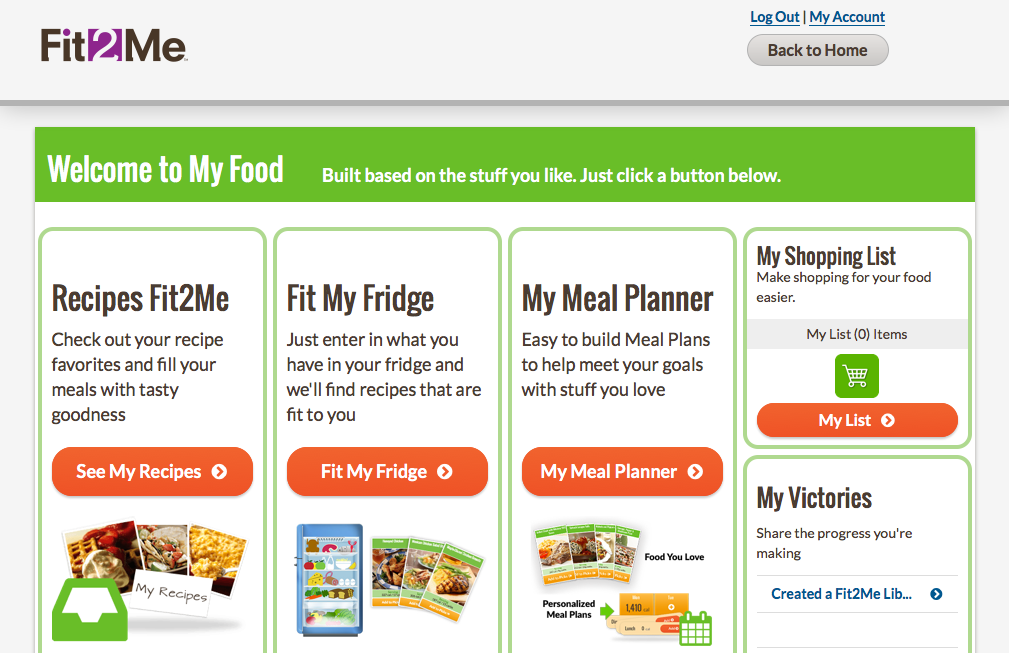 Log Out | My Account
Fit2Me
Back to Home
Welcome to My Food
Built based on the stuff you like. Just click a button below.
Recipes Fit2Me
Check out your recipe
favorites and fill your
meals with tasty
goodness
See My Recipes
My Recipes
Fit My Fridge
Just enter in what you
have in your fridge and
we'll find recipes that are
fit to you
Fit My Fridge
My Meal Planner
Easy to build Meal Plans
to help meet your goals
with stuff you love
My Meal Planner
Food You Love
Personalized
Meal Plans
1,410
Lunch
My Shopping List
Make shopping for your food
easier.
My List (0) Items
My List
My Victories
Share the progress you're
making
Created a Fit2Me Lib...